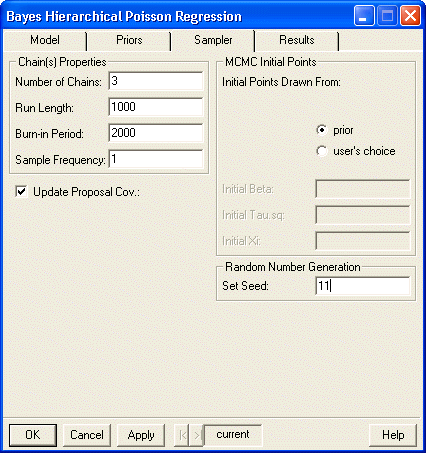 Bayes Hierarchical Poisson Regression
Model Priors Sampler Results
Chain(s) Properties
Number of Chains: 3
Run Length: 1000
Burn-in Period: 2000
Sample Frequency: 1
Update Proposal Cov.:
MCMC Initial Points
Initial Points Drawn From:
prior
user's choice
Initial Beta:
Initial Tau.sq:
Initial Xi:
Random Number Generation
Set Seed: 11
OK Cancel Apply current Help